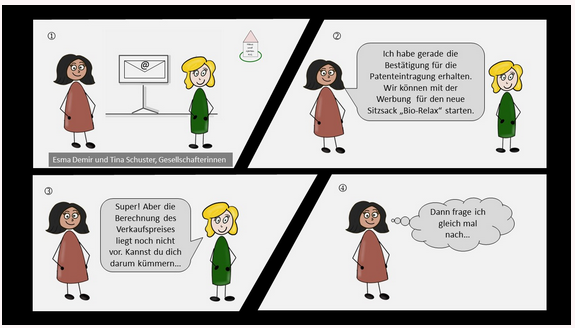 ①
@
Esma Demir und Tina Schuster, Gesellschafterinnen
②
Ich habe gerade die
Bestätigung für die
Patenteintragung erhalten.
Wir können mit der
Werbung für den neue
Sitzsack „Bio-Relax“ starten.
③
Super! Aber die
Berechnung des
Verkaufspreises
liegt noch nicht
vor. Kannst du dich
darum kümmern…
④
Dann frage ich
gleich mal
nach…